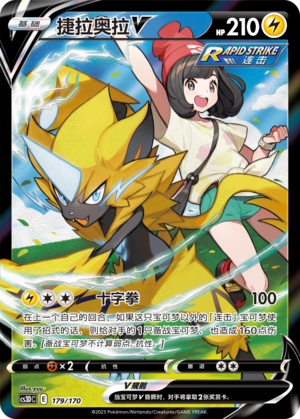 基础 捷拉奥拉V HP 210
RAPID STRIKE
连击
十字拳 100
在上一个自己的回合，如果这只宝可梦以外的「连击」宝可梦使
用了招式的话，则给对手的1只备战宝可梦，也造成160点伤
害。[备战宝可梦不计算弱点、抗性。]
弱点 ×2 抗性 撤退
V规则
当宝可梦V昏厥时，对手将拿取2张奖赏卡。
Illus. yuu
cs3D C E 179/170
©2023 Pokémon/Nintendo/Creatures/GAME FREAK.